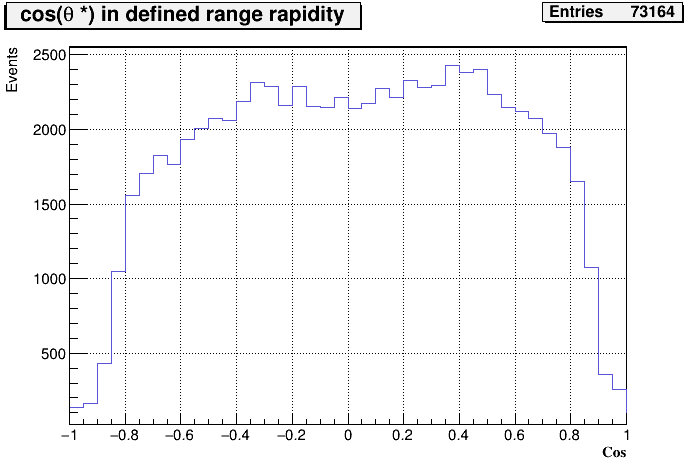 cos(θ *) in defined range rapidity
Entries 73164
Events
2500
2000
1500
1000
500
−1 −0.8 −0.6 −0.4 −0.2 0 0.2 0.4 0.6 0.8 1
Cos